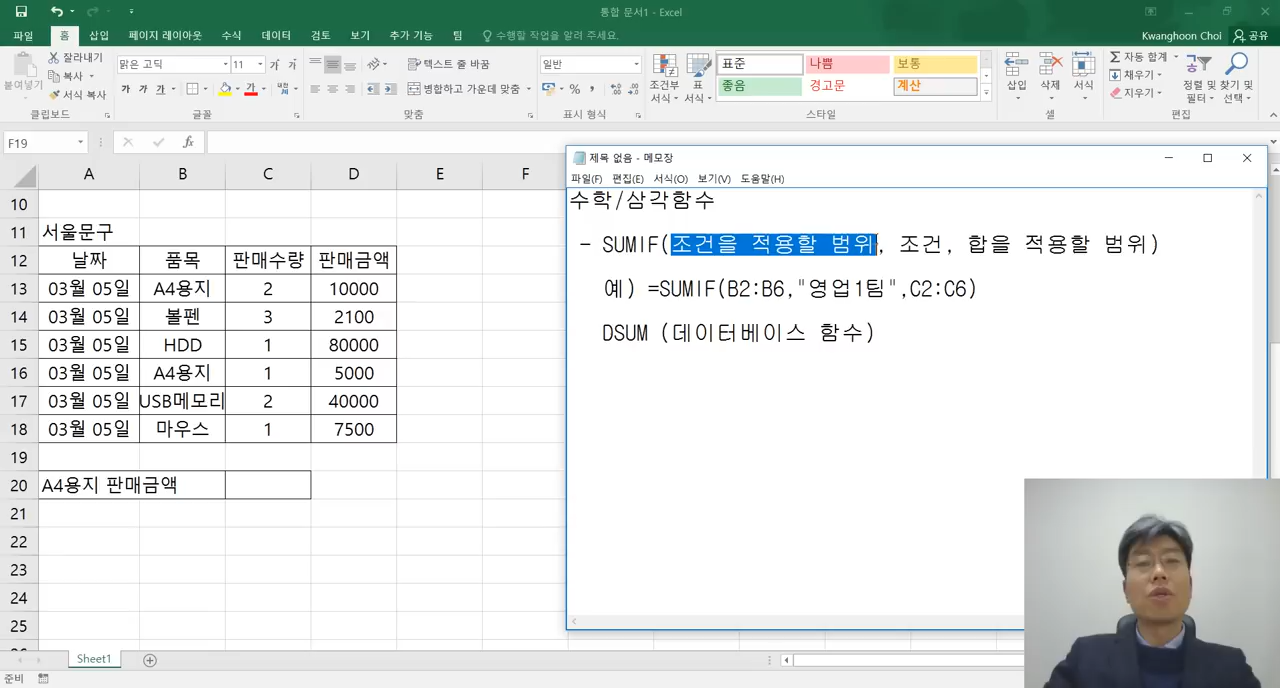 통합 문서1 - Excel
파일 홈 삽입 페이지 레이아웃 수식 데이터 검토 보기 추가 기능 팀 수행할 작업을 알려 주세요. Kwanghoon Choi 공유
붙여넣기
잘라내기
복사
서식 복사
클립보드
맑은 고딕 11
가 가
가 가 가
글꼴
텍스트 줄바꿈
병합하고 가운데 맞춤
맞춤
일반
표시 형식
조건부 서식
표 서식
표준 나쁨 보통
좋음 경고문 계산
스타일
삽입 삭제 서식
셀
자동 합계
채우기
지우기
정렬 및 필터
찾기 및 선택
편집
F19
fx
A B C D E F
10
11 서울문구
12 날짜 품목 판매수량 판매금액
13 03월 05일 A4용지 2 10000
14 03월 05일 볼펜 3 2100
15 03월 05일 HDD 1 80000
16 03월 05일 A4용지 1 5000
17 03월 05일 USB메모리 2 40000
18 03월 05일 마우스 1 7500
19
20 A4용지 판매금액
21
22
23
24
25
Sheet1
준비
제목 없음 - 메모장
파일(F) 편집(E) 서식(O) 보기(V) 도움말(H)
수학/삼각함수
- SUMIF(조건을 적용할 범위, 조건, 합을 적용할 범위)
예) =SUMIF(B2:B6,"영업1팀",C2:C6)
DSUM (데이터베이스 함수)